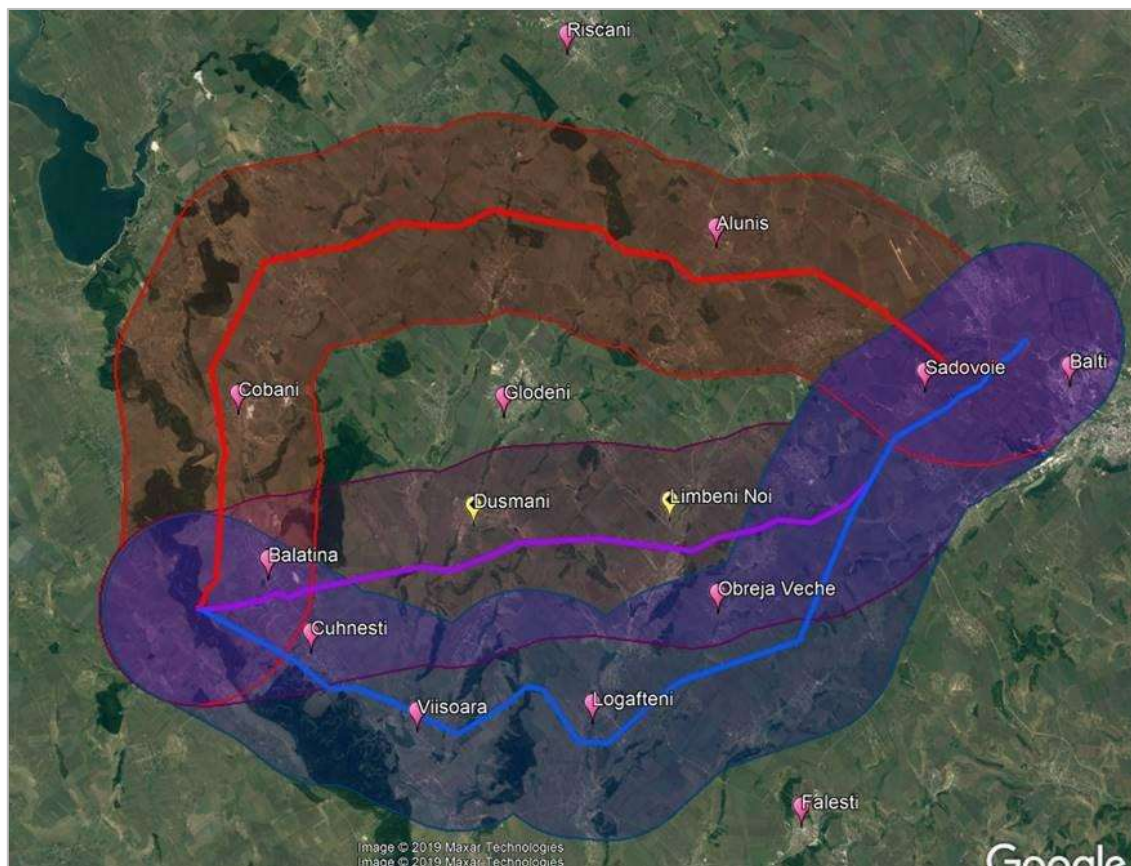 Riscani
Alunis
Sadovoie
Balti
Cobani
Glodeni
Dusmani
Limbeni Noi
Balatina
Obreja Veche
Cuhnesti
Viisoara
Logafteni
Falesti
Image © 2019 Maxar Technologies
Image © 2019 Maxar Technologies
Google